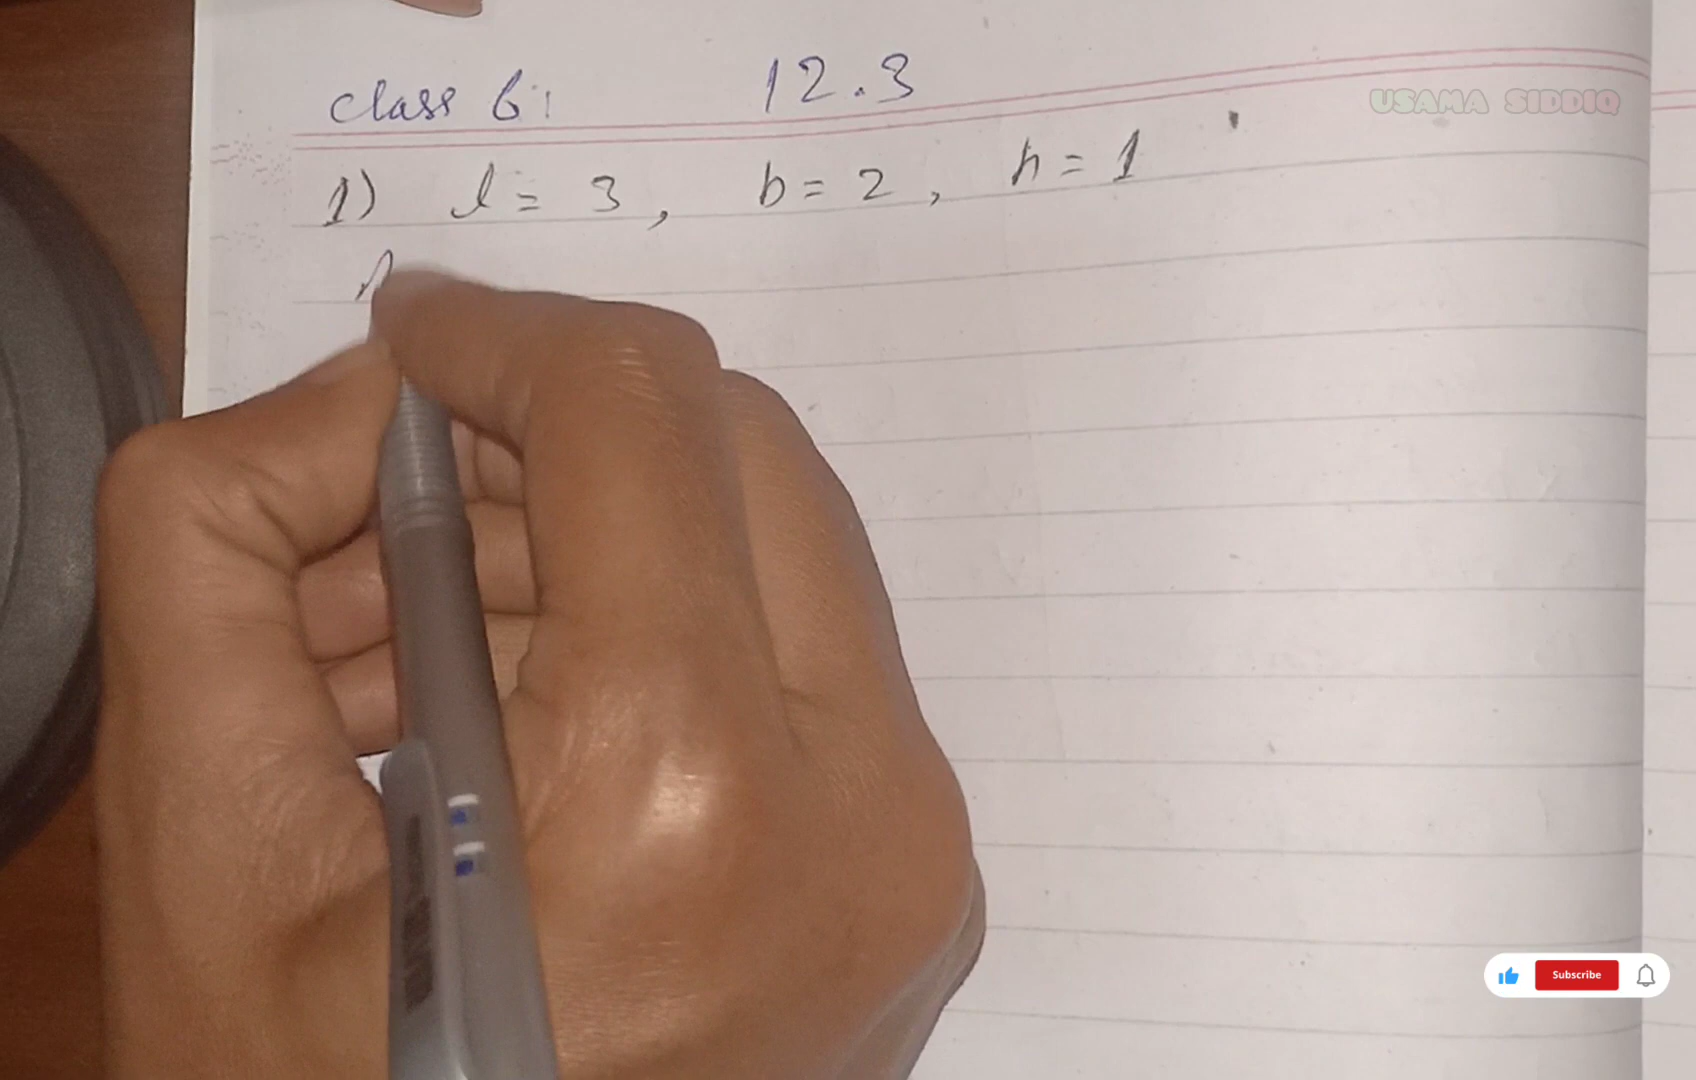 class 6:    12.3
USAMA SIDDIQ
1)  l = 3 ,  b = 2 ,  h = 1
Subscribe